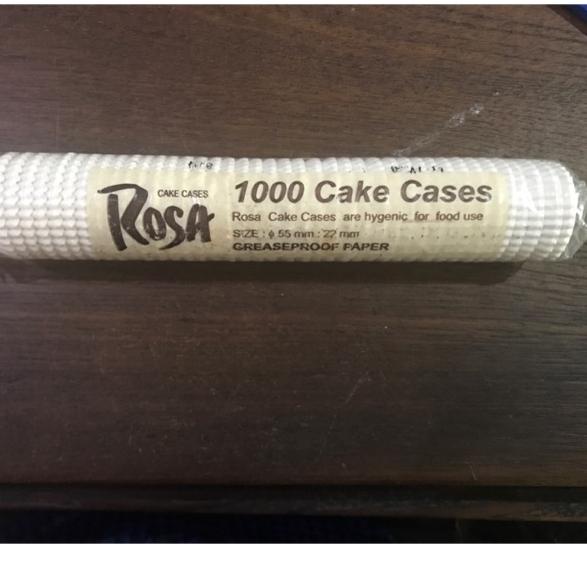 CAKE CASES
ROSA
1000 Cake Cases
Rosa Cake Cases are hygenic for food use
SIZE : ϕ 55 mm : 22 mm
GREASEPROOF PAPER